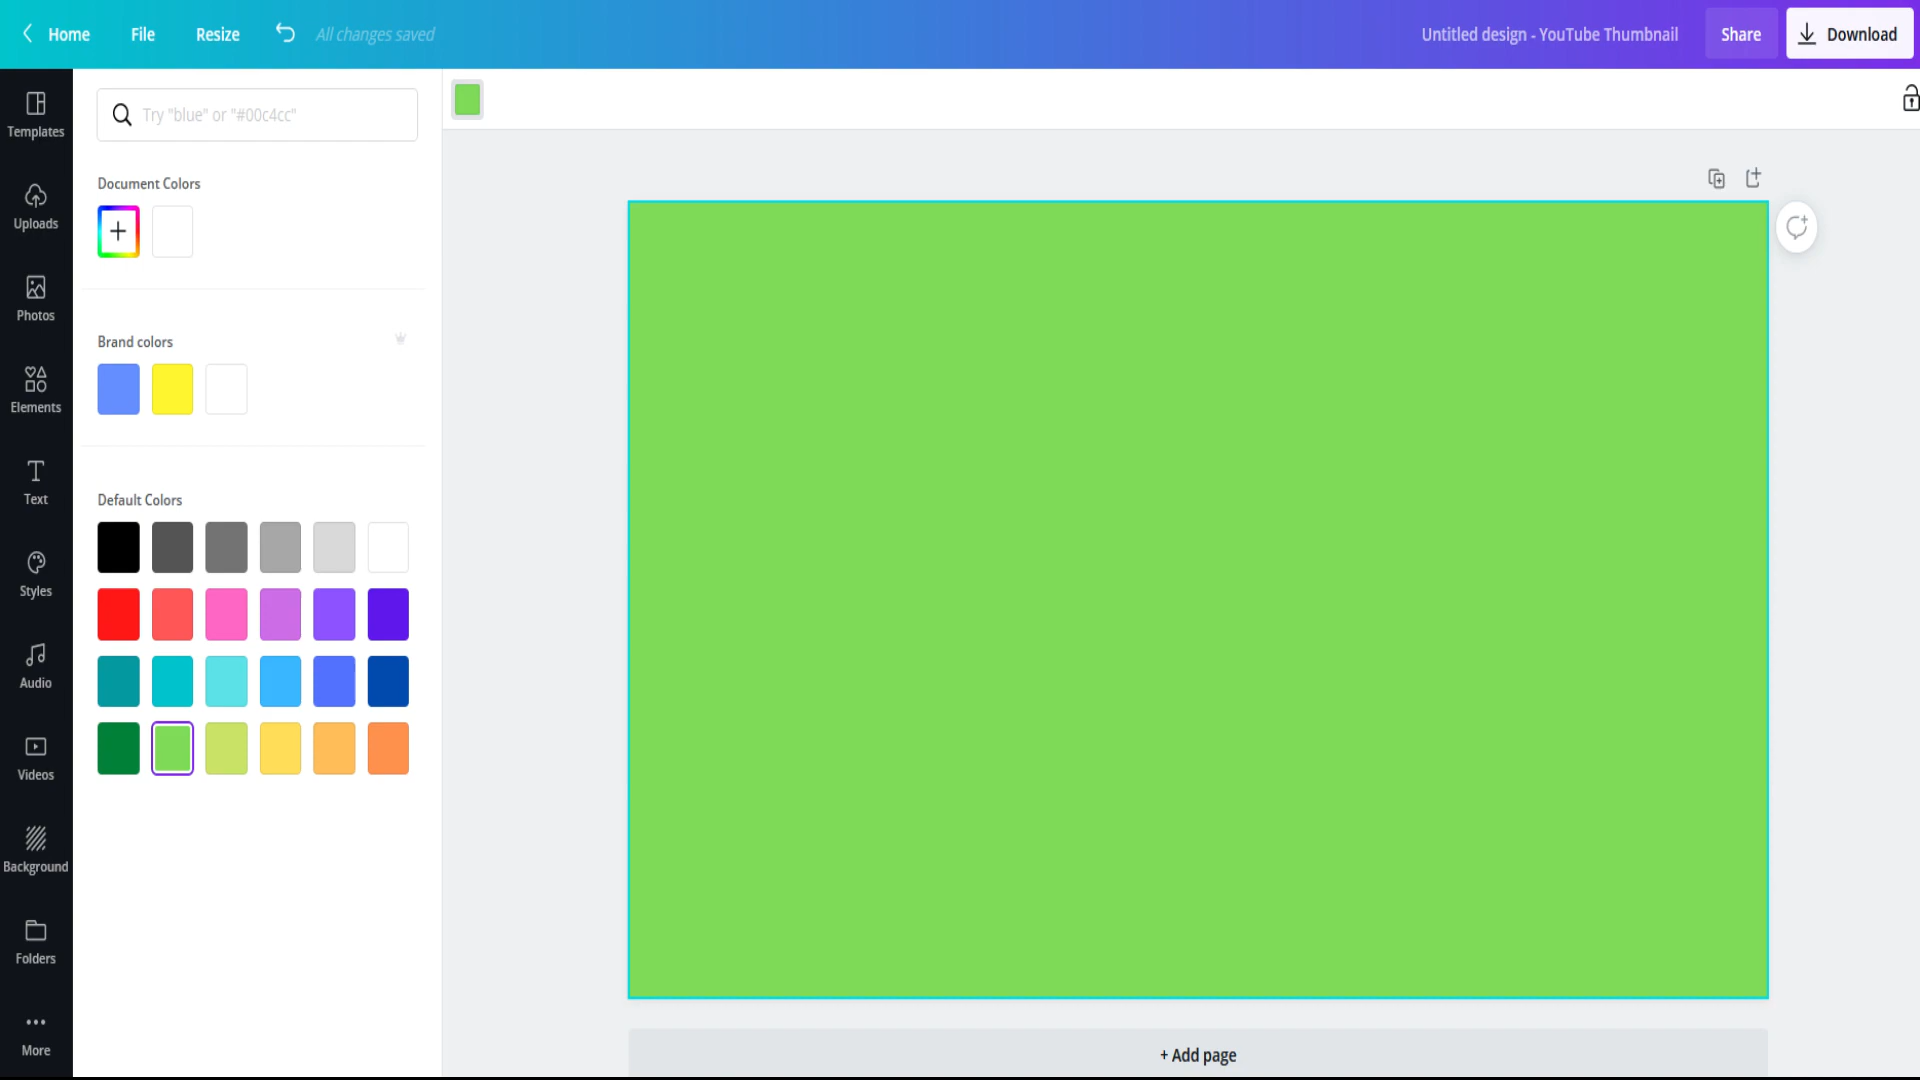 Home File Resize All changes saved Untitled design - YouTube Thumbnail Share Download
Templates
Uploads
Photos
Elements
Text
Styles
Audio
Videos
Background
Folders
More
Try "blue" or "#00c4cc"
Document Colors
Brand colors
Default Colors
+ Add page